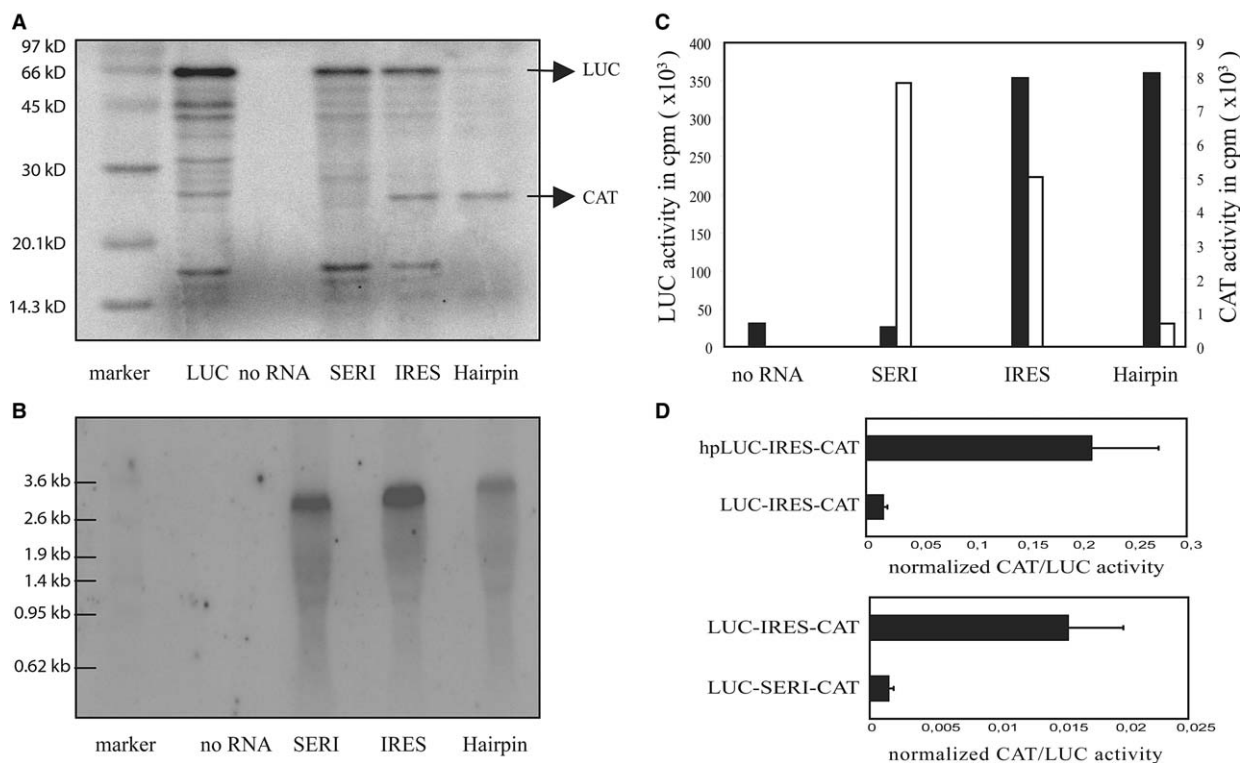 A
97 kD
66 kD
45 kD
30 kD
20.1kD
14.3 kD
LUC
CAT
marker LUC no RNA SERI IRES Hairpin
B
3.6 kb
2.6 kb
1.9 kb
1.4 kb
0.95 kb
0.62 kb
marker no RNA SERI IRES Hairpin
C
LUC activity in cpm ( x10³)
400
350
300
250
200
150
100
50
0
9
8
7
6
5
4
3
2
1
0
CAT activity in cpm ( x10³)
no RNA SERI IRES Hairpin
D
hpLUC-IRES-CAT
LUC-IRES-CAT
0 0,05 0,1 0,15 0,2 0,25 0,3
normalized CAT/LUC activity
LUC-IRES-CAT
LUC-SERI-CAT
0 0,05 0,01 0,015 0,02 0,025
normalized CAT/LUC activity